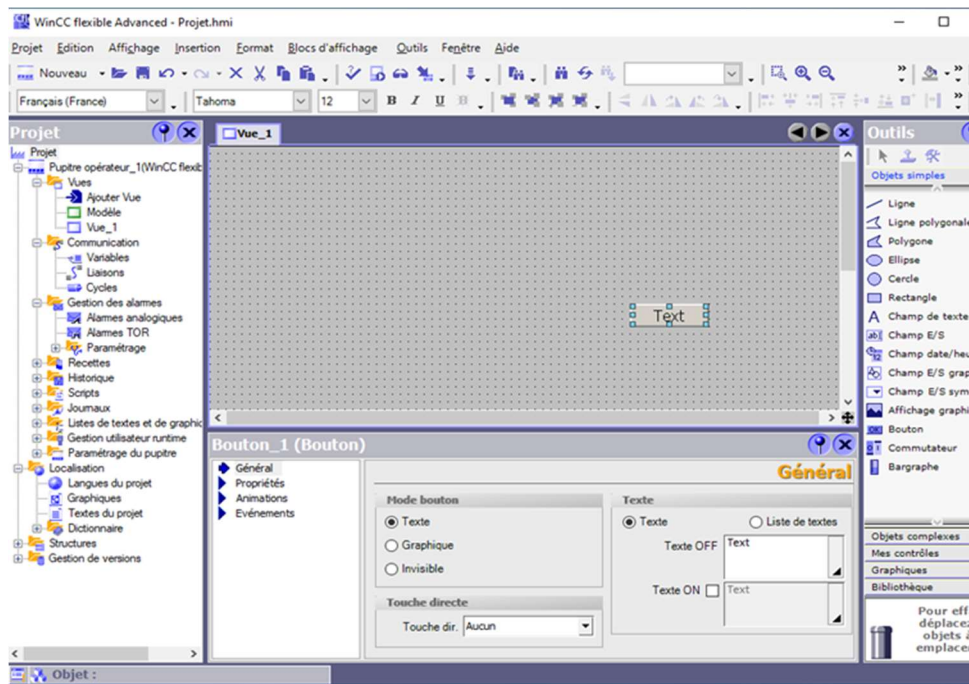 WinCC flexible Advanced - Projet.hmi
Projet Edition Affichage Insertion Format Blocs d'affichage Outils Fenêtre Aide
Nouveau
Français (France) Tahoma 12 B I U B
Projet
Projet
Pupitre opérateur_1(WinCC flexib
Vues
Ajouter Vue
Modèle
Vue_1
Communication
Variables
Liaisons
Cycles
Gestion des alarmes
Alarmes analogiques
Alarmes TOR
Paramétrage
Recettes
Historique
Scripts
Journaux
Listes de textes et de graphic
Gestion utilisateur runtime
Paramétrage du pupitre
Localisation
Langues du projet
Graphiques
Textes du projet
Dictionnaire
Structures
Gestion de versions
Vue_1
Text
Bouton_1 (Bouton)
Général
Propriétés
Animations
Evénements
Général
Mode bouton
Texte
Graphique
Invisible
Touche directe
Touche dir. Aucun
Texte
Texte Liste de textes
Texte OFF Text
Texte ON Text
Outils
Objets simples
Ligne
Ligne polygonale
Polygone
Ellipse
Cercle
Rectangle
A Champ de texte
Champ E/S
Champ date/heu
Champ E/S grap
Champ E/S sym
Affichage graphi
Bouton
Commutateur
Bargraphe
Objets complexes
Mes contrôles
Graphiques
Bibliothèque
Pour eff
déplacez
objets à
emplacem
Objet :